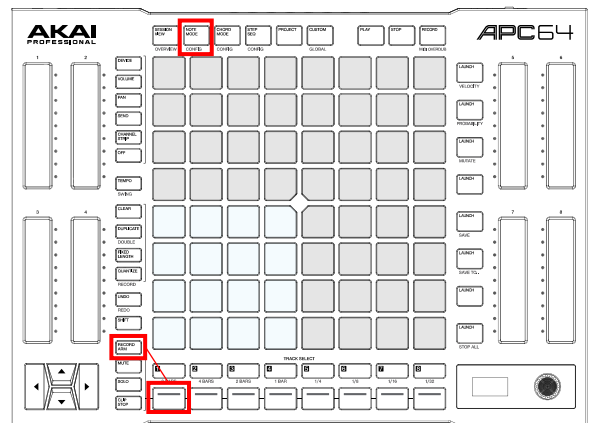 AKAI
PROFESSIONAL
SESSION VIEW
NOTE MODE
CHORD MODE
STEP SEQ
PROJECT
CUSTOM
PLAY
STOP
RECORD
APC64
OVERVIEW
CONFIG
CONFIG
CONFIG
GLOBAL
MIDI OVERDUB
1
2
DEVICE
VOLUME
PAN
SEND
CHANNEL STRIP
OFF
TEMPO
SWING
3
4
CLEAR
DUPLICATE
DOUBLE
FIXED LENGTH
QUANTIZE
RECORD
UNDO
REDO
SHIFT
RECORD ARM
MUTE
SOLO
CLIP STOP
5
6
LAUNCH
VELOCITY
LAUNCH
PROBABILITY
LAUNCH
MUTATE
LAUNCH
7
8
LAUNCH
SAVE
LAUNCH
SAVE TO...
LAUNCH
LAUNCH
STOP ALL
TRACK SELECT
1
2
3
4
5
6
7
8
4 BARS
2 BARS
1 BAR
1/4
1/8
1/16
1/32